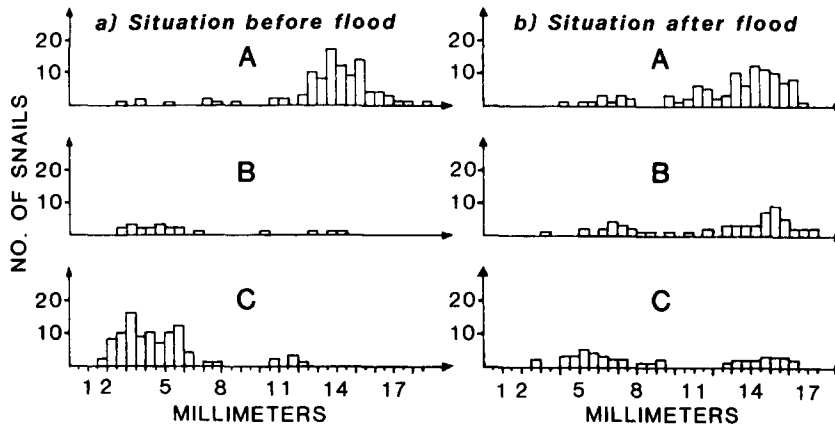 a) Situation before flood
b) Situation after flood
NO. OF SNAILS
20
10
A
20
10
A
20
10
B
20
10
B
20
10
C
20
10
C
1 2 5 8 11 14 17
MILLIMETERS
1 2 5 8 11 14 17
MILLIMETERS